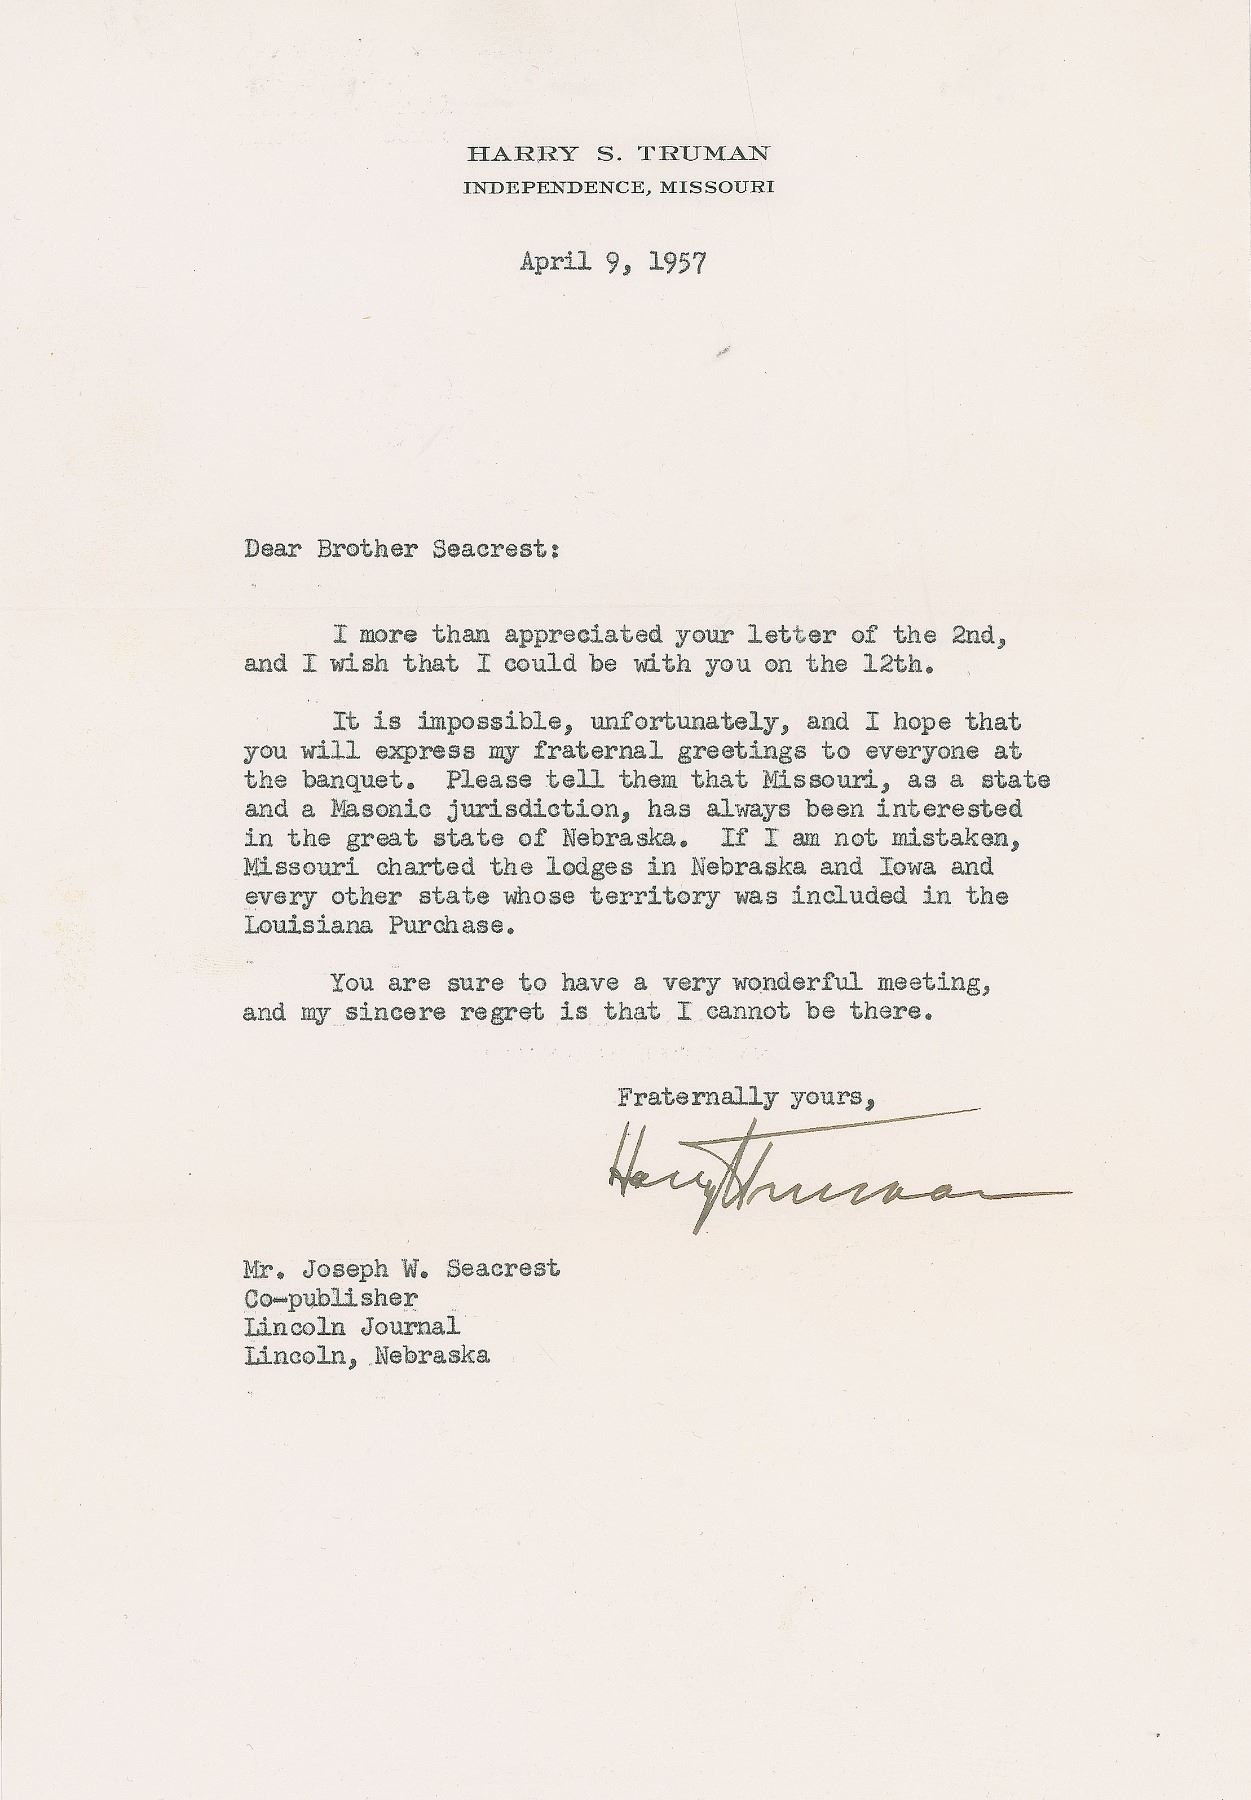 HARRY S. TRUMAN
INDEPENDENCE, MISSOURI
April 9, 1957
Dear Brother Seacrest:
I more than appreciated your letter of the 2nd,
and I wish that I could be with you on the 12th.
It is impossible, unfortunately, and I hope that
you will express my fraternal greetings to everyone at
the banquet. Please tell them that Missouri, as a state
and a Masonic jurisdiction, has always been interested
in the great state of Nebraska. If I am not mistaken,
Missouri charted the lodges in Nebraska and Iowa and
every other state whose territory was included in the
Louisiana Purchase.
You are sure to have a very wonderful meeting,
and my sincere regret is that I cannot be there.
Fraternally yours,
Harry Truman
Mr. Joseph W. Seacrest
Co-publisher
Lincoln Journal
Lincoln, Nebraska